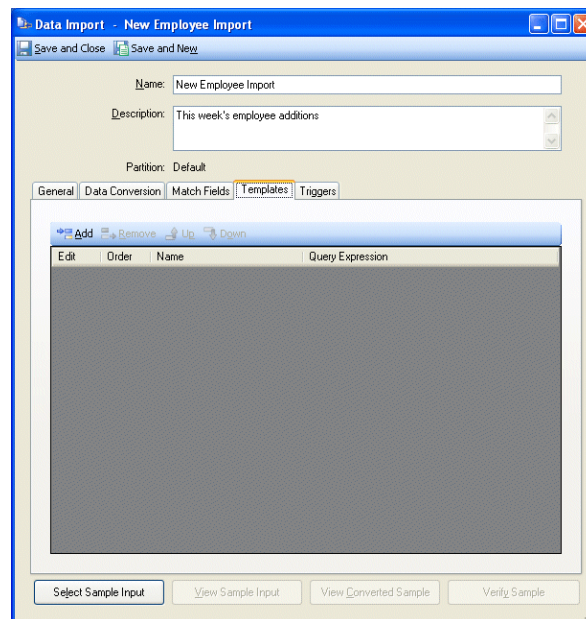 Data Import - New Employee Import
Save and Close Save and New
Name: New Employee Import
Description: This week's employee additions
Partition: Default
General Data Conversion Match Fields Templates Triggers
Add Remove Up Down
Edit Order Name Query Expression
Select Sample Input View Sample Input View Converted Sample Verify Sample